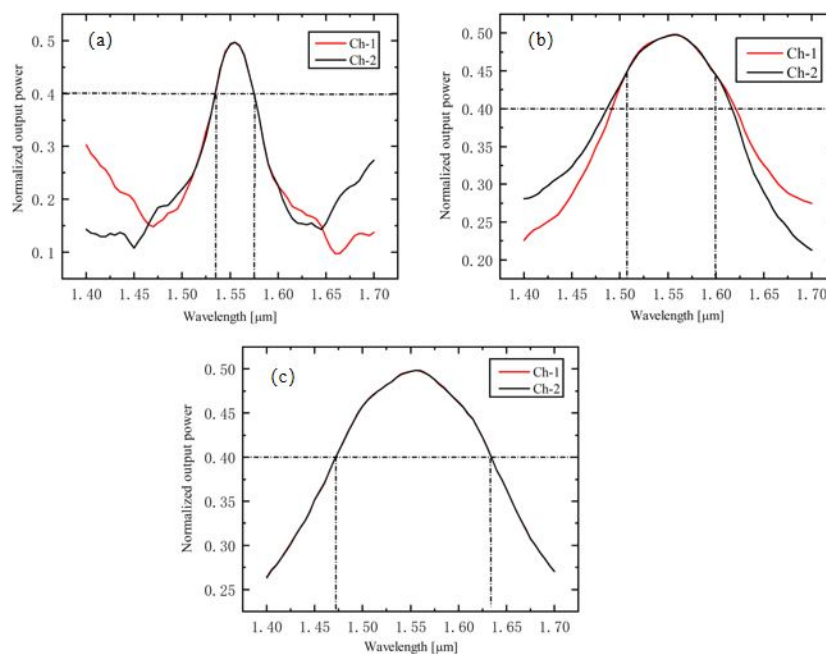 (a)
Ch-1
Ch-2
Normalized output power
0.5
0.4
0.3
0.2
0.1
1.40 1.45 1.50 1.55 1.60 1.65 1.70
Wavelength [μm]
(b)
Ch-1
Ch-2
Normalized output power
0.50
0.45
0.40
0.35
0.30
0.25
0.20
1.40 1.45 1.50 1.55 1.60 1.65 1.70
Wavelength [μm]
(c)
Ch-1
Ch-2
Normalized output power
0.50
0.45
0.40
0.35
0.30
0.25
1.40 1.45 1.50 1.55 1.60 1.65 1.70
Wavelength [μm]